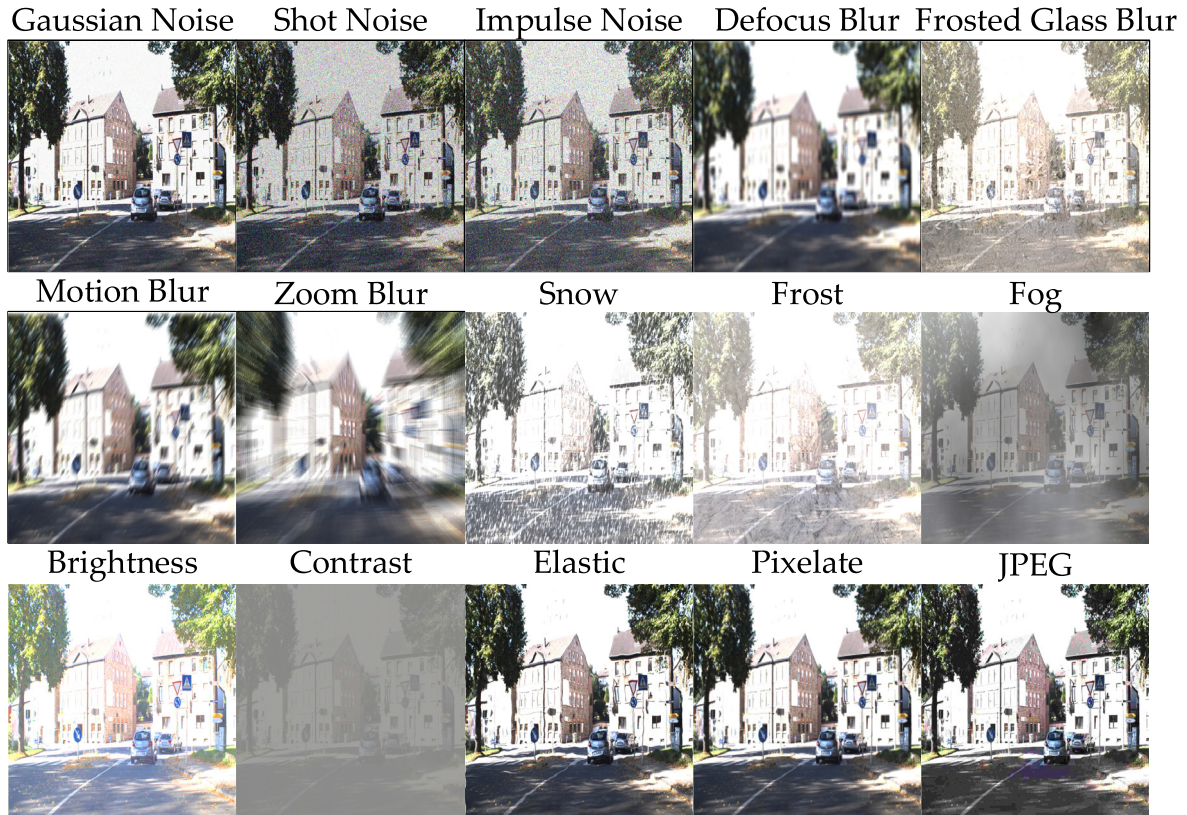 Gaussian Noise Shot Noise Impulse Noise Defocus Blur Frosted Glass Blur
Motion Blur Zoom Blur Snow Frost Fog
Brightness Contrast Elastic Pixelate JPEG